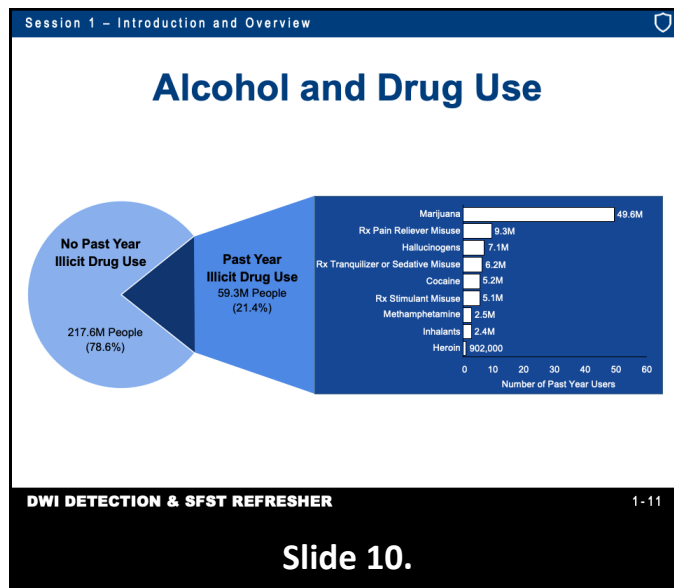 Session 1 – Introduction and Overview
Alcohol and Drug Use
No Past Year
Illicit Drug Use
217.6M People
(78.6%)
Past Year
Illicit Drug Use
59.3M People
(21.4%)
Marijuana 49.6M
Rx Pain Reliever Misuse 9.3M
Hallucinogens 7.1M
Rx Tranquilizer or Sedative Misuse 6.2M
Cocaine 5.2M
Rx Stimulant Misuse 5.1M
Methamphetamine 2.5M
Inhalants 2.4M
Heroin 902,000
0 10 20 30 40 50 60
Number of Past Year Users
DWI DETECTION & SFST REFRESHER 1-11
Slide 10.